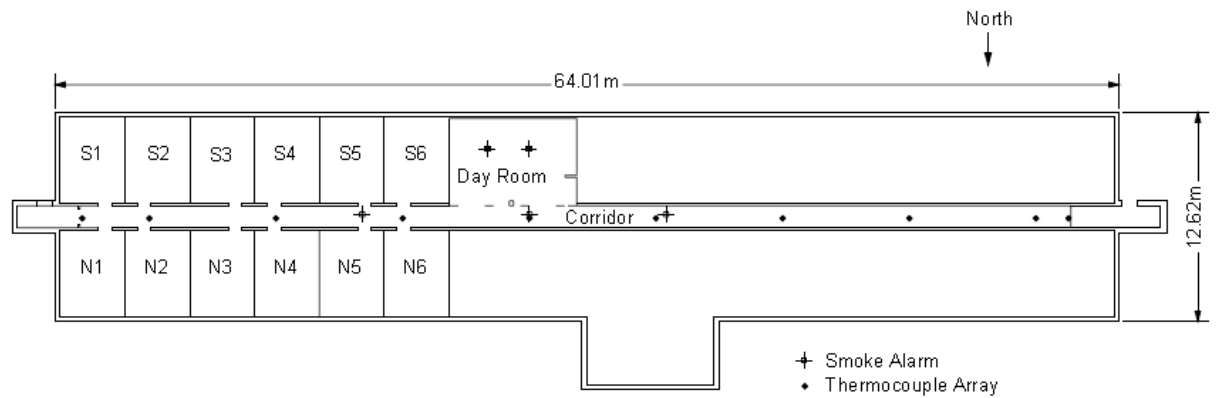 North
64.01m
S1 S2 S3 S4 S5 S6
Day Room
Corridor
12.62m
N1 N2 N3 N4 N5 N6
Smoke Alarm
Thermocouple Array